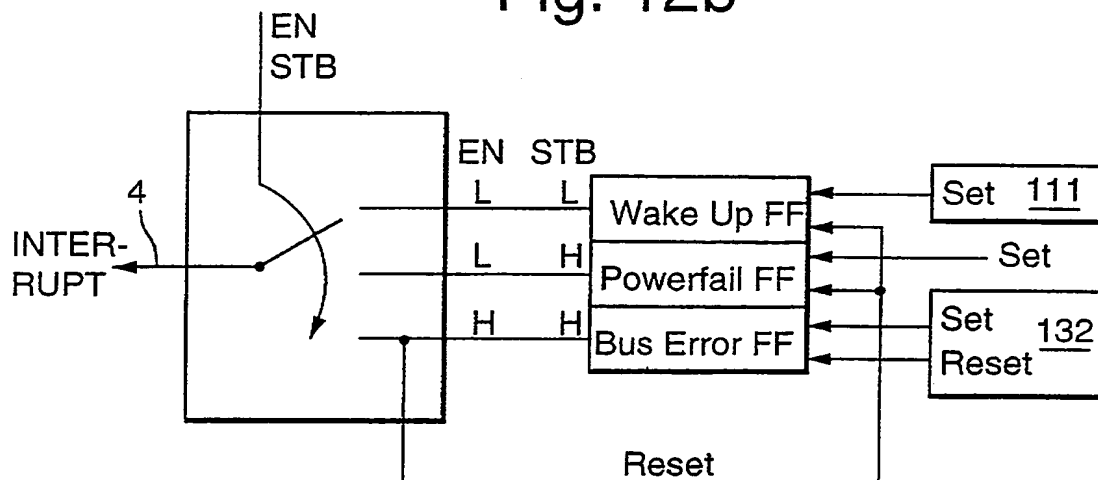 Fig. 12b
EN
STB
EN STB
4
INTER-
RUPT
L L
L H
H H
Wake Up FF
Powerfail FF
Bus Error FF
Set 111
Set
Set
Reset 132
Reset